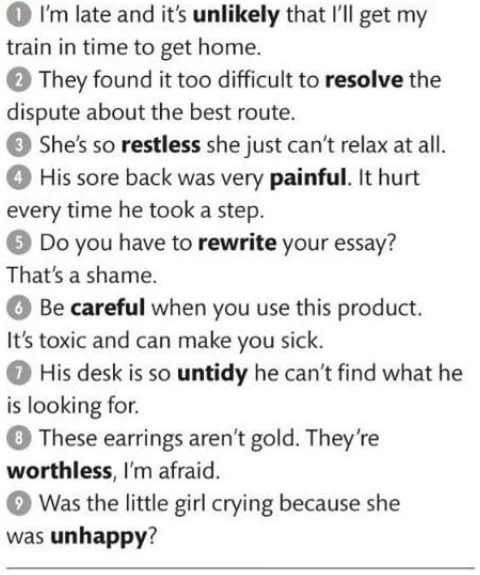 1 I'm late and it's unlikely that I'll get my
train in time to get home.
2 They found it too difficult to resolve the
dispute about the best route.
3 She's so restless she just can't relax at all.
4 His sore back was very painful. It hurt
every time he took a step.
5 Do you have to rewrite your essay?
That's a shame.
6 Be careful when you use this product.
It's toxic and can make you sick.
7 His desk is so untidy he can't find what he
is looking for.
8 These earrings aren't gold. They're
worthless, I'm afraid.
9 Was the little girl crying because she
was unhappy?